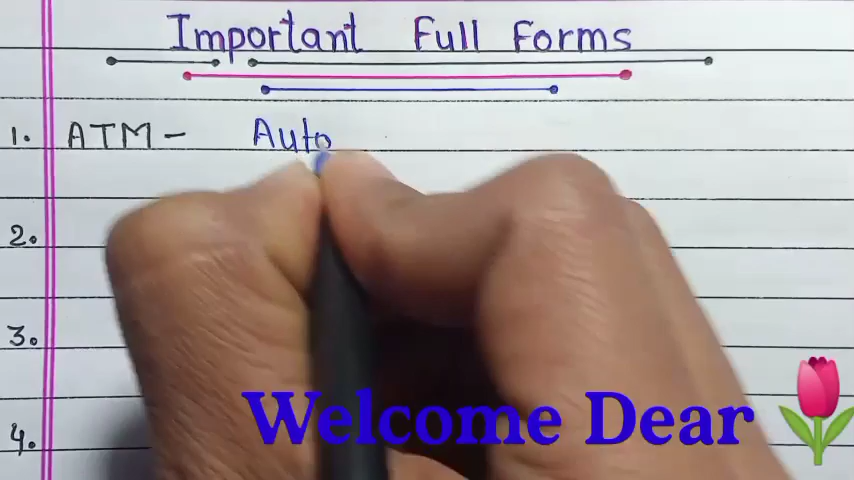 Important Full Forms
1. ATM - Auto
2.
3.
4.
Welcome Dear